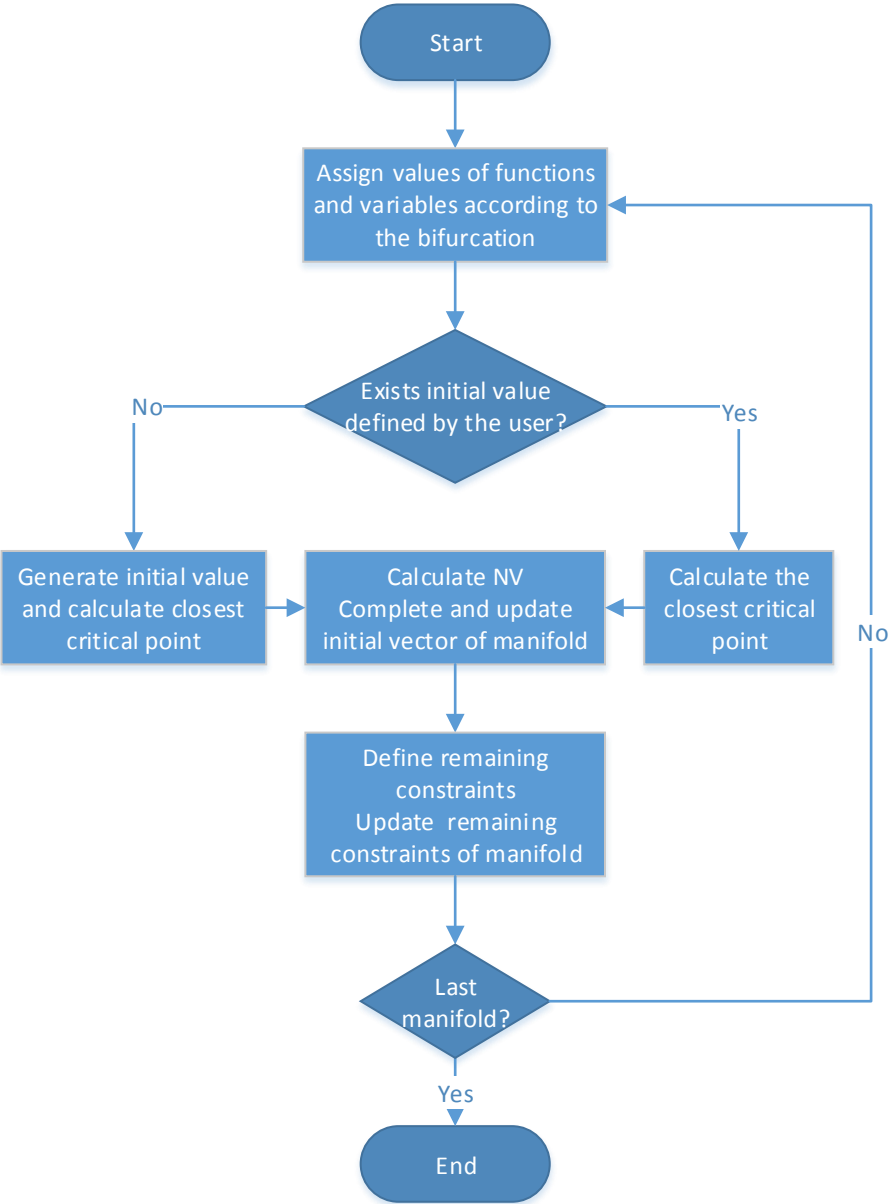 Start
Assign values of functions
and variables according to
the bifurcation
Exists initial value
defined by the user?
No
Yes
Generate initial value
and calculate closest
critical point
Calculate NV
Complete and update
initial vector of manifold
Calculate the
closest critical
point
No
Define remaining
constraints
Update remaining
constraints of manifold
Last
manifold?
Yes
End